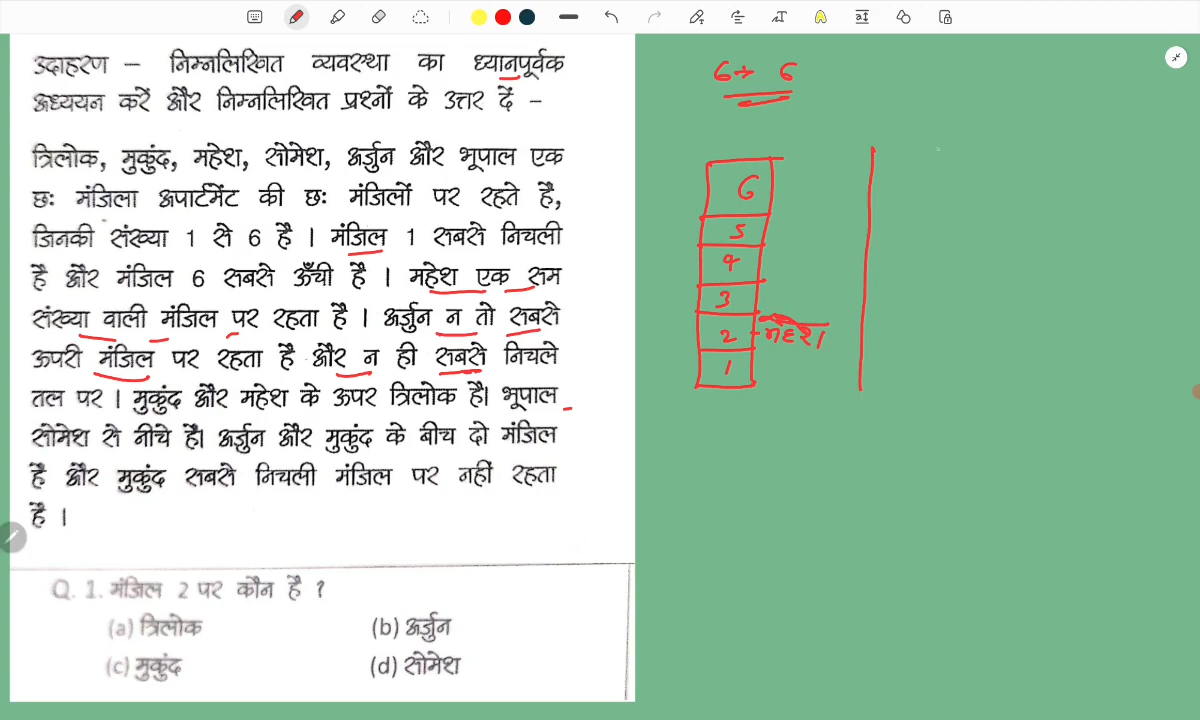 उदाहरण – निम्नलिखित व्यवस्था का ध्यानपूर्वक
अध्ययन करें और निम्नलिखित प्रश्नों के उत्तर दें –
त्रिलोक, मुकुंद, महेश, सोमेश, अर्जुन और भूपाल एक
छः मंजिला अपार्टमेंट की छः मंजिलों पर रहते है,
जिनकी संख्या 1 से 6 है । मंजिल 1 सबसे निचली
है और मंजिल 6 सबसे ऊँची है । महेश एक सम
संख्या वाली मंजिल पर रहता है । अर्जुन न तो सबसे
ऊपरी मंजिल पर रहता है और न ही सबसे निचले
तल पर । मुकुंद और महेश के ऊपर त्रिलोक है। भूपाल
सोमेश से नीचे है। अर्जुन और मुकुंद के बीच दो मंजिल
है और मुकुंद सबसे निचली मंजिल पर नहीं रहता
है ।
Q. 1. मंजिल 2 पर कौन है ?
(a) त्रिलोक (b) अर्जुन
(c) मुकुंद (d) सोमेश
6 → 6
6
5
4
3
2
1